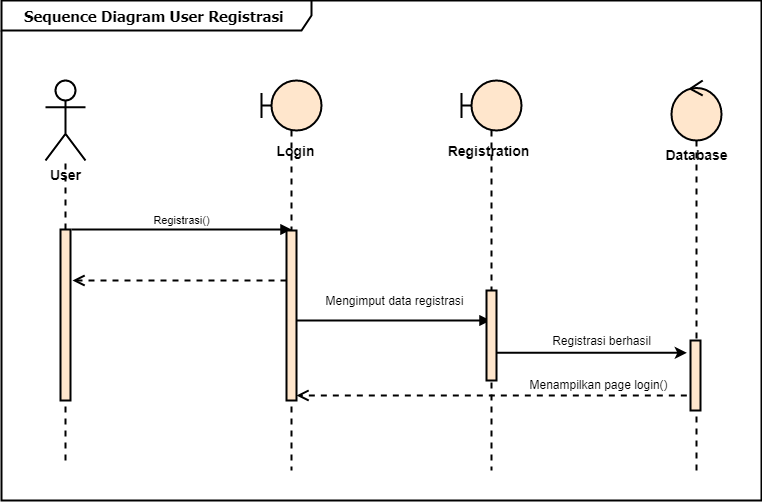 Sequence Diagram User Registrasi
User
Login
Registration
Database
Registrasi()
Mengimput data registrasi
Registrasi berhasil
Menampilkan page login()